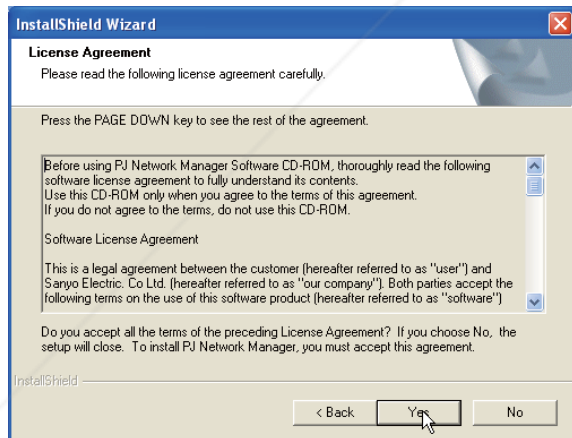 InstallShield Wizard
License Agreement
Please read the following license agreement carefully.
Press the PAGE DOWN key to see the rest of the agreement.
Before using PJ Network Manager Software CD-ROM, thoroughly read the following
software license agreement to fully understand its contents.
Use this CD-ROM only when you agree to the terms of this agreement.
If you do not agree to the terms, do not use this CD-ROM.
Software License Agreement
This is a legal agreement between the customer (hereafter referred to as "user") and
Sanyo Electric. Co Ltd. (hereafter referred to as "our company"). Both parties accept the
following terms on the use of this software product (hereafter referred to as "software")
Do you accept all the terms of the preceding License Agreement? If you choose No, the
setup will close. To install PJ Network Manager, you must accept this agreement.
InstallShield
< Back
Yes
No